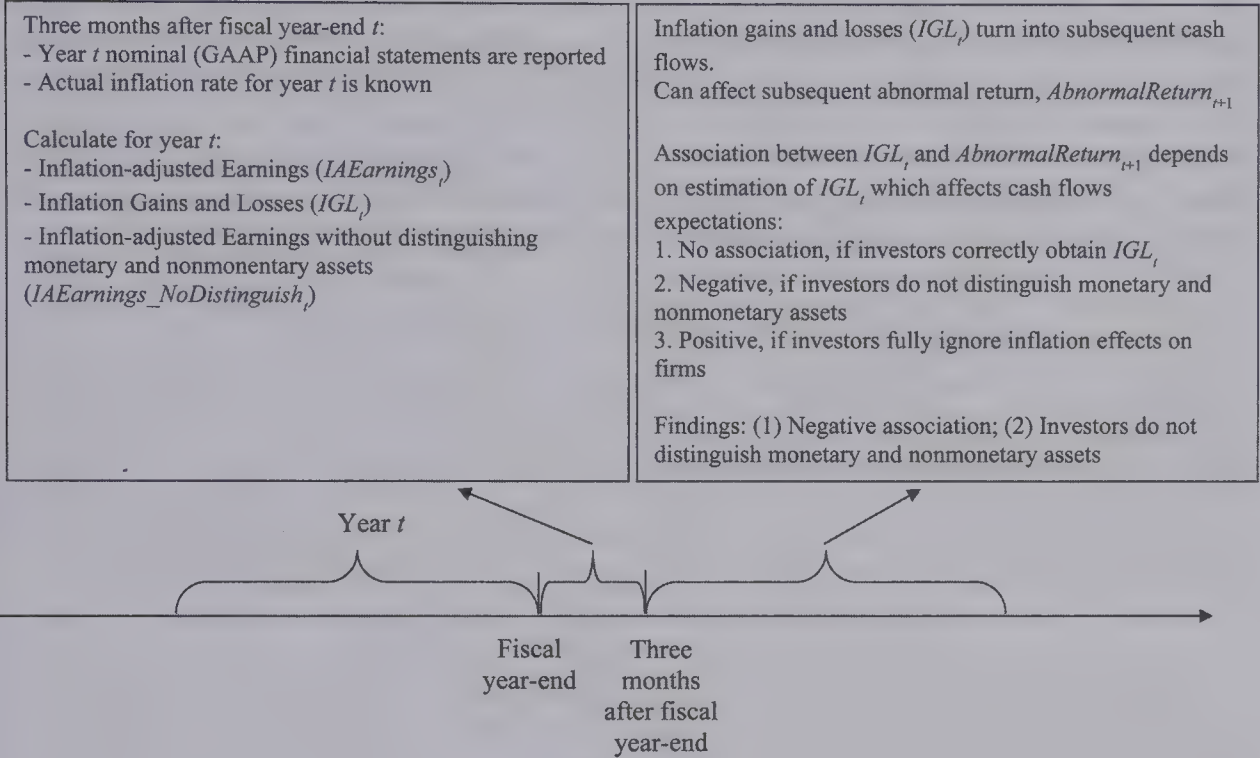 Three months after fiscal year-end t:
- Year t nominal (GAAP) financial statements are reported
- Actual inflation rate for year t is known
Calculate for year t:
- Inflation-adjusted Earnings (IAEarnings_t)
- Inflation Gains and Losses (IGL_t)
- Inflation-adjusted Earnings without distinguishing
monetary and nonmonentary assets
(IAEarnings_NoDistinguish_t)
Inflation gains and losses (IGL_t) turn into subsequent cash
flows.
Can affect subsequent abnormal return, AbnormalReturn_t+1
Association between IGL_t and AbnormalReturn_t+1 depends
on estimation of IGL_t which affects cash flows
expectations:
1. No association, if investors correctly obtain IGL_t
2. Negative, if investors do not distinguish monetary and
nonmonetary assets
3. Positive, if investors fully ignore inflation effects on
firms
Findings: (1) Negative association; (2) Investors do not
distinguish monetary and nonmonetary assets
Year t
Fiscal
year-end
Three
months
after fiscal
year-end